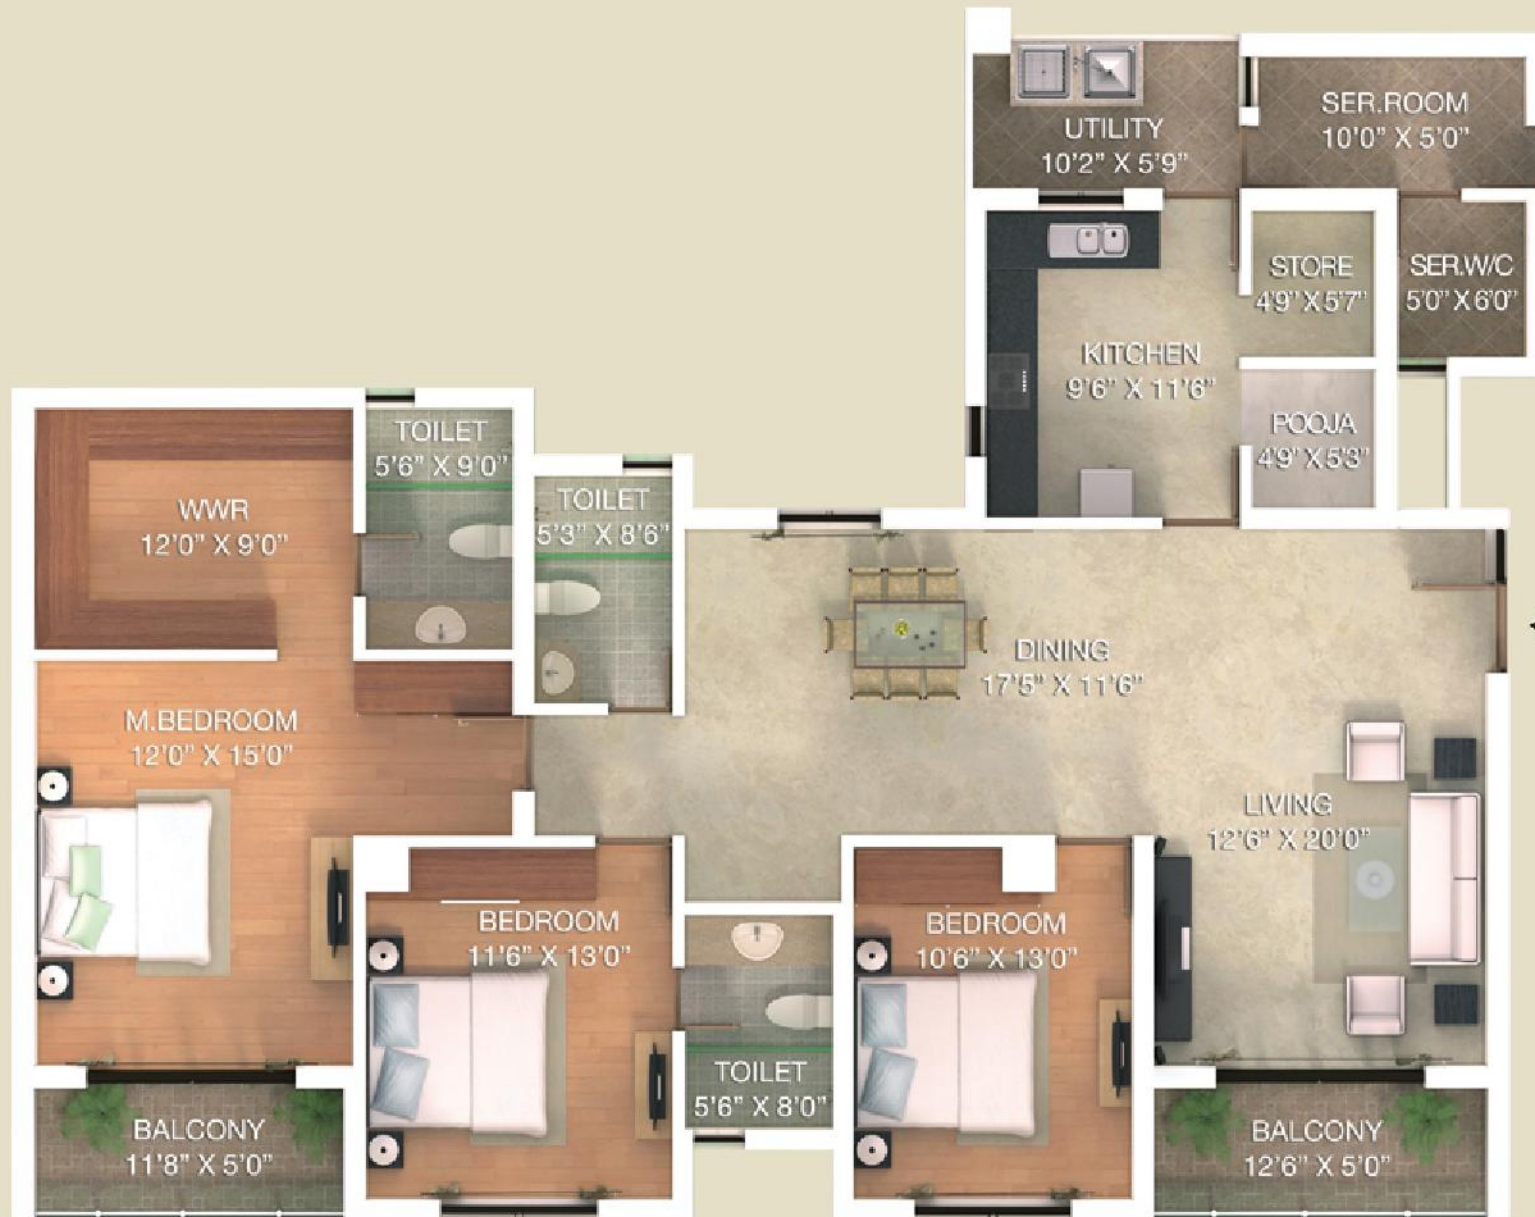 SER.ROOM
10'0" X 5'0"
UTILITY
10'2" X 5'9"
STORE
4'9" X 5'7"
SER.W/C
5'0" X 6'0"
KITCHEN
9'6" X 11'6"
POOJA
4'9" X 5'3"
TOILET
5'6" X 9'0"
TOILET
5'3" X 8'6"
WWR
12'0" X 9'0"
DINING
17'5" X 11'6"
M.BEDROOM
12'0" X 15'0"
LIVING
12'6" X 20'0"
BEDROOM
11'6" X 13'0"
BEDROOM
10'6" X 13'0"
TOILET
5'6" X 8'0"
BALCONY
11'8" X 5'0"
BALCONY
12'6" X 5'0"